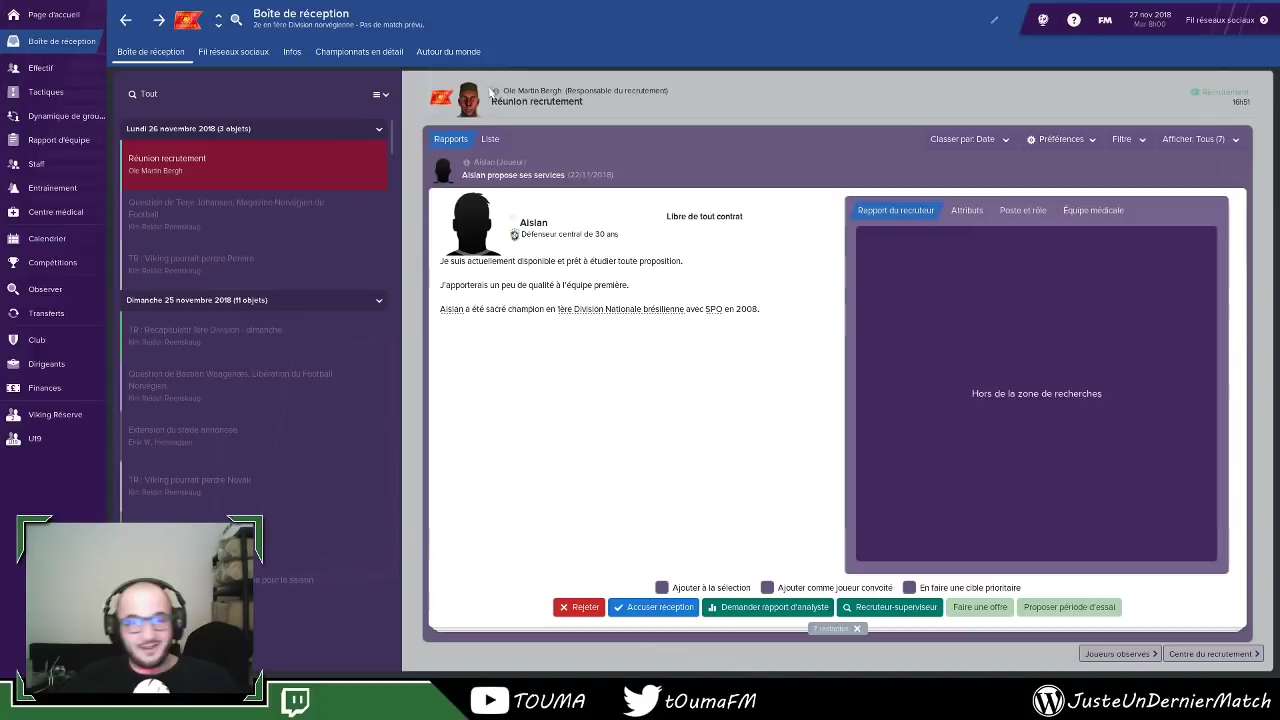 Page d'accueil
Boîte de réception
Effectif
Tactiques
Dynamique de grou...
Rapport d'équipe
Staff
Entraînement
Centre médical
Calendrier
Compétitions
Observer
Transferts
Club
Dirigeants
Finances
Viking Réserve
U19
Boîte de réception
2e en 1ère Division norvégienne - Pas de match prévu.
FM
27 nov. 2018
Mar 8h00
Fil réseaux sociaux
Boîte de réception
Fil réseaux sociaux
Infos
Championnats en détail
Autour du monde
Tout
Lundi 26 novembre 2018 (3 objets)
Réunion recrutement
Ole Martin Bergh
Question de Terje Johansen, Magazine Norvégien du
Football
Kim Reidar Reenskaug
TR : Viking pourrait perdre Pereira
Kim Reidar Reenskaug
Dimanche 25 novembre 2018 (11 objets)
TR : Récapitulatif 1ère Division - dimanche
Kim Reidar Reenskaug
Question de Bastian Waagenæs, Libération du Football
Norvégien
Kim Reidar Reenskaug
Extension du stade annoncée
Eirik W. Henningsen
TR : Viking pourrait perdre Novak
Kim Reidar Reenskaug
pour la saison
Ole Martin Bergh (Responsable du recrutement)
Réunion recrutement
Recrutement
16h51
Rapports
Liste
Classer par: Date
Préférences
Filtre
Afficher: Tous (7)
Aislan (Joueur)
Aislan propose ses services (22/11/2018)
Aislan
Défenseur central de 30 ans
Libre de tout contrat
Je suis actuellement disponible et prêt à étudier toute proposition.
J'apporterais un peu de qualité à l'équipe première.
Aislan a été sacré champion en 1ère Division Nationale brésilienne avec SPO en 2008.
Rapport du recruteur
Attributs
Poste et rôle
Équipe médicale
Hors de la zone de recherches
Ajouter à la sélection
Ajouter comme joueur convoité
En faire une cible prioritaire
Rejeter
Accuser réception
Demander rapport d'analyste
Recruteur-superviseur
Faire une offre
Proposer période d'essai
7 restantes
Joueurs observés
Centre du recrutement
TOUMA
tOumaFM
JusteUnDernierMatch